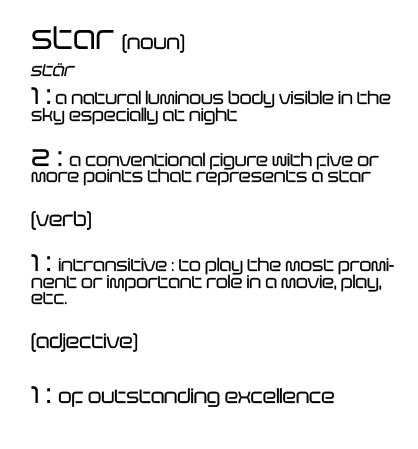 star (noun)
stär
1 : a natural luminous body visible in the
sky especially at night
2 : a conventional figure with five or
more points that represents a star
(verb)
1 : intransitive : to play the most promi-
nent or important role in a movie, play,
etc.
(adjective)
1 : of outstanding excellence